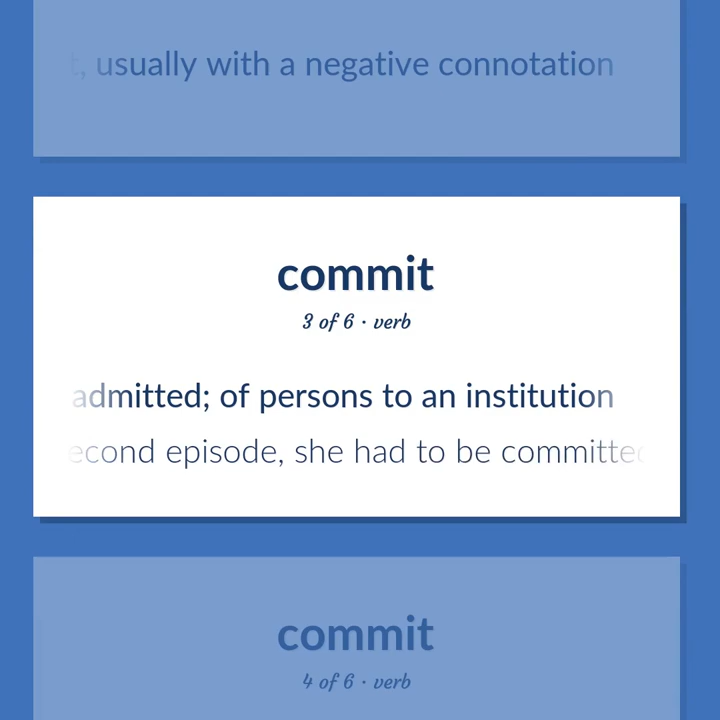 usually with a negative connotation
commit
3 of 6 · verb
admitted; of persons to an institution
episode, she had to be
commit
4 of 6 · verb